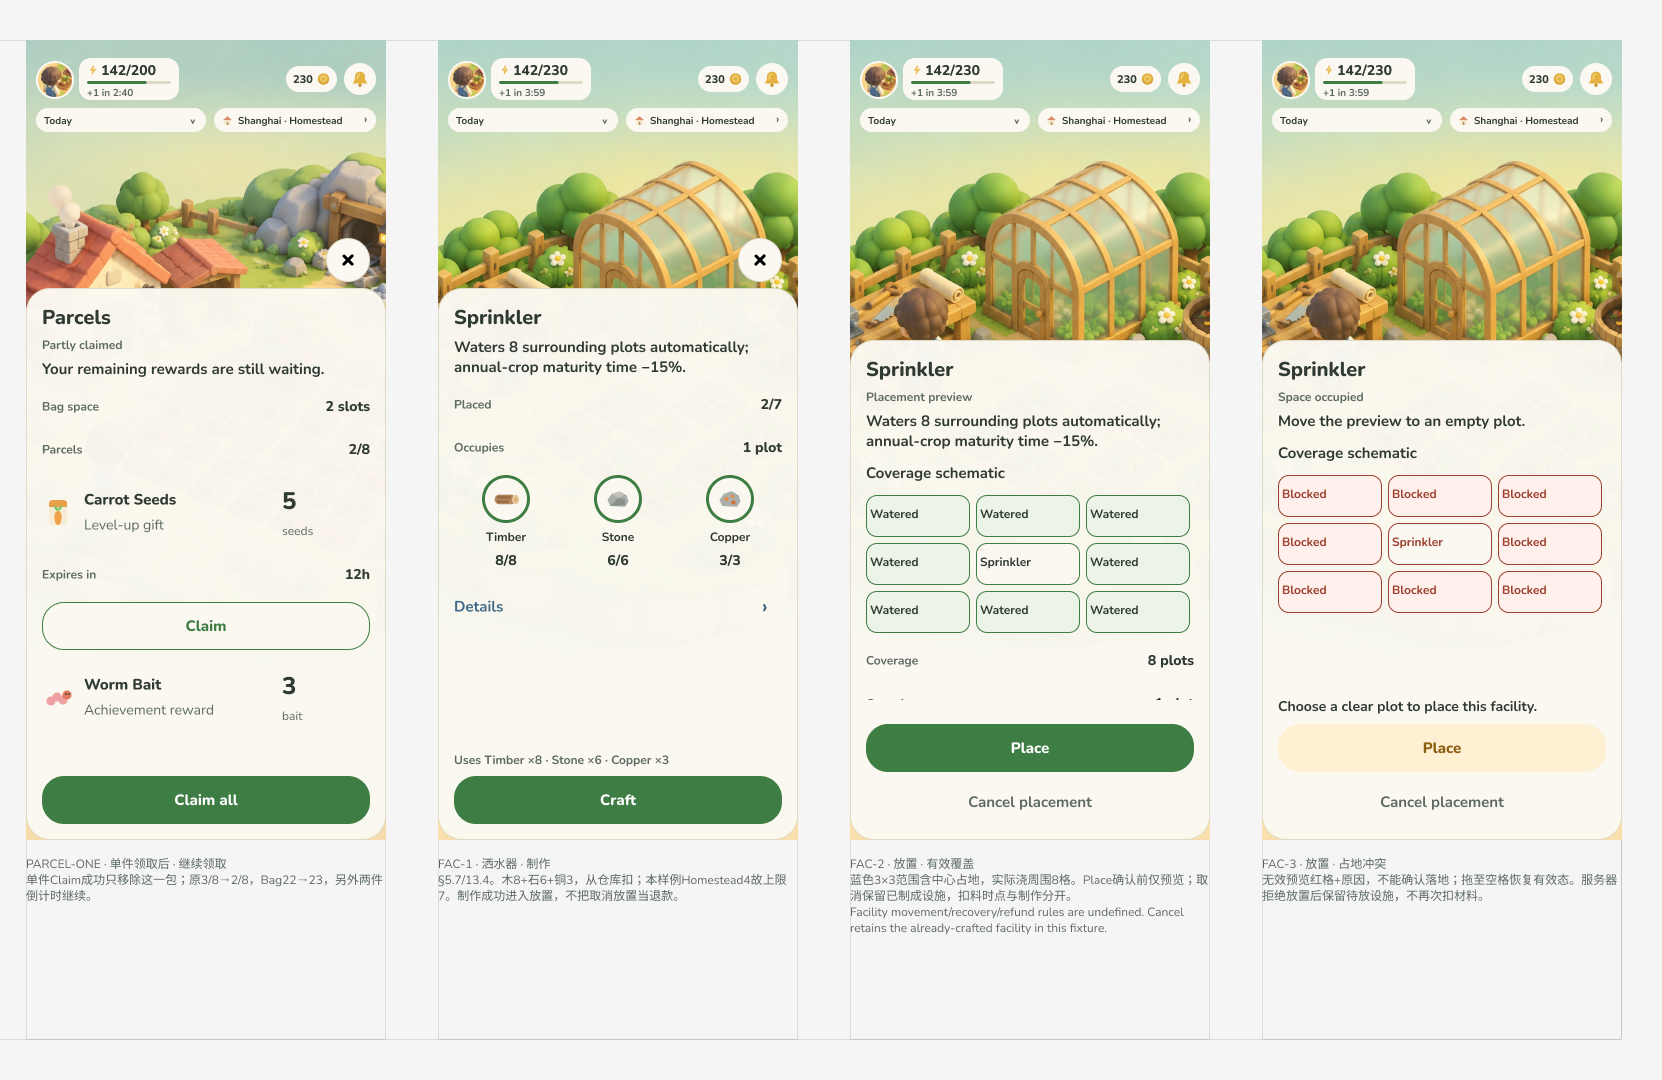 142/200
+1 in 2:40
230
Today
Shanghai · Homestead
Parcels
Partly claimed
Your remaining rewards are still waiting.
Bag space 2 slots
Parcels 2/8
Carrot Seeds 5
Level-up gift seeds
Expires in 12h
Claim
Worm Bait 3
Achievement reward bait
Claim all
PARCEL-ONE · 单件领取后 · 继续领取
单件Claim成功只移除这一包；原3/8→2/8，Bag22→23，另外两件
倒计时继续。
142/230
+1 in 3:59
230
Today
Shanghai · Homestead
Sprinkler
Waters 8 surrounding plots automatically;
annual-crop maturity time −15%.
Placed 2/7
Occupies 1 plot
Timber Stone Copper
8/8 6/6 3/3
Details
Uses Timber ×8 · Stone ×6 · Copper ×3
Craft
FAC-1 · 洒水器 · 制作
§5.7/13.4。木8+石6+铜3，从仓库扣；本样例Homestead4故上限
7。制作成功进入放置，不把取消放置当退款。
142/230
+1 in 3:59
230
Today
Shanghai · Homestead
Sprinkler
Placement preview
Waters 8 surrounding plots automatically;
annual-crop maturity time −15%.
Coverage schematic
Watered Watered Watered
Watered Sprinkler Watered
Watered Watered Watered
Coverage 8 plots
Place
Cancel placement
FAC-2 · 放置 · 有效覆盖
蓝色3×3范围含中心占地，实际浇周围8格。Place确认前仅预览；取
消保留已制成设施，扣料时点与制作分开。
Facility movement/recovery/refund rules are undefined. Cancel
retains the already-crafted facility in this fixture.
142/230
+1 in 3:59
230
Today
Shanghai · Homestead
Sprinkler
Space occupied
Move the preview to an empty plot.
Coverage schematic
Blocked Blocked Blocked
Blocked Sprinkler Blocked
Blocked Blocked Blocked
Choose a clear plot to place this facility.
Place
Cancel placement
FAC-3 · 放置 · 占地冲突
无效预览红格+原因，不能确认落地；拖至空格恢复有效态。服务器
拒绝放置后保留待放设施，不再次扣材料。